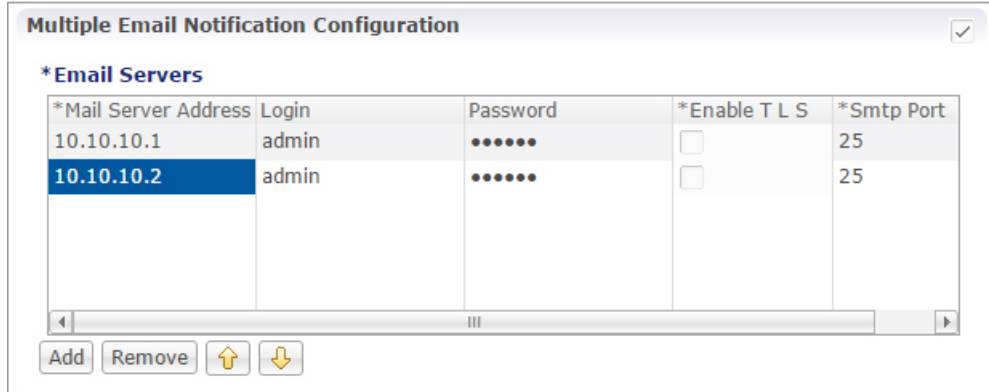 Multiple Email Notification Configuration
*Email Servers
*Mail Server Address Login Password *Enable T L S *Smtp Port
10.10.10.1 admin •••••• 25
10.10.10.2 admin •••••• 25
Add Remove